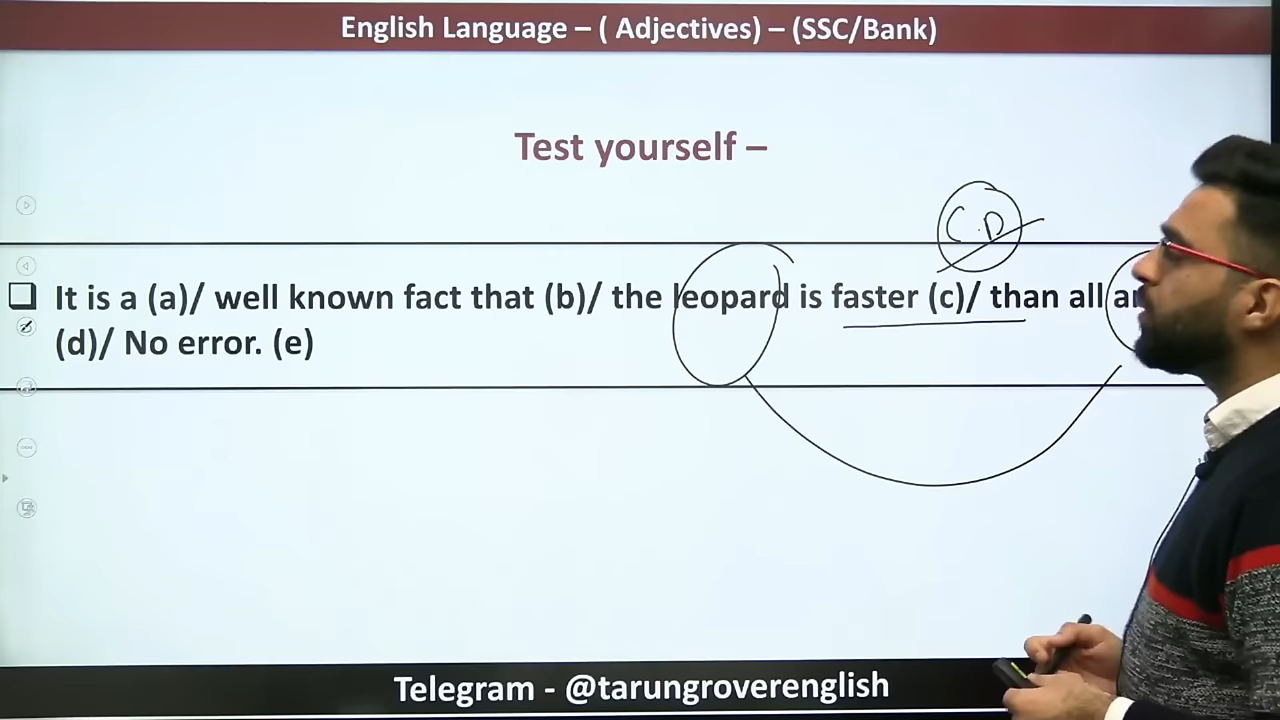 English Language – ( Adjectives) – (SSC/Bank)
Test yourself –
C.D
❑ It is a (a)/ well known fact that (b)/ the leopard is faster (c)/ than all
(d)/ No error. (e)
Telegram - @tarungroverenglish